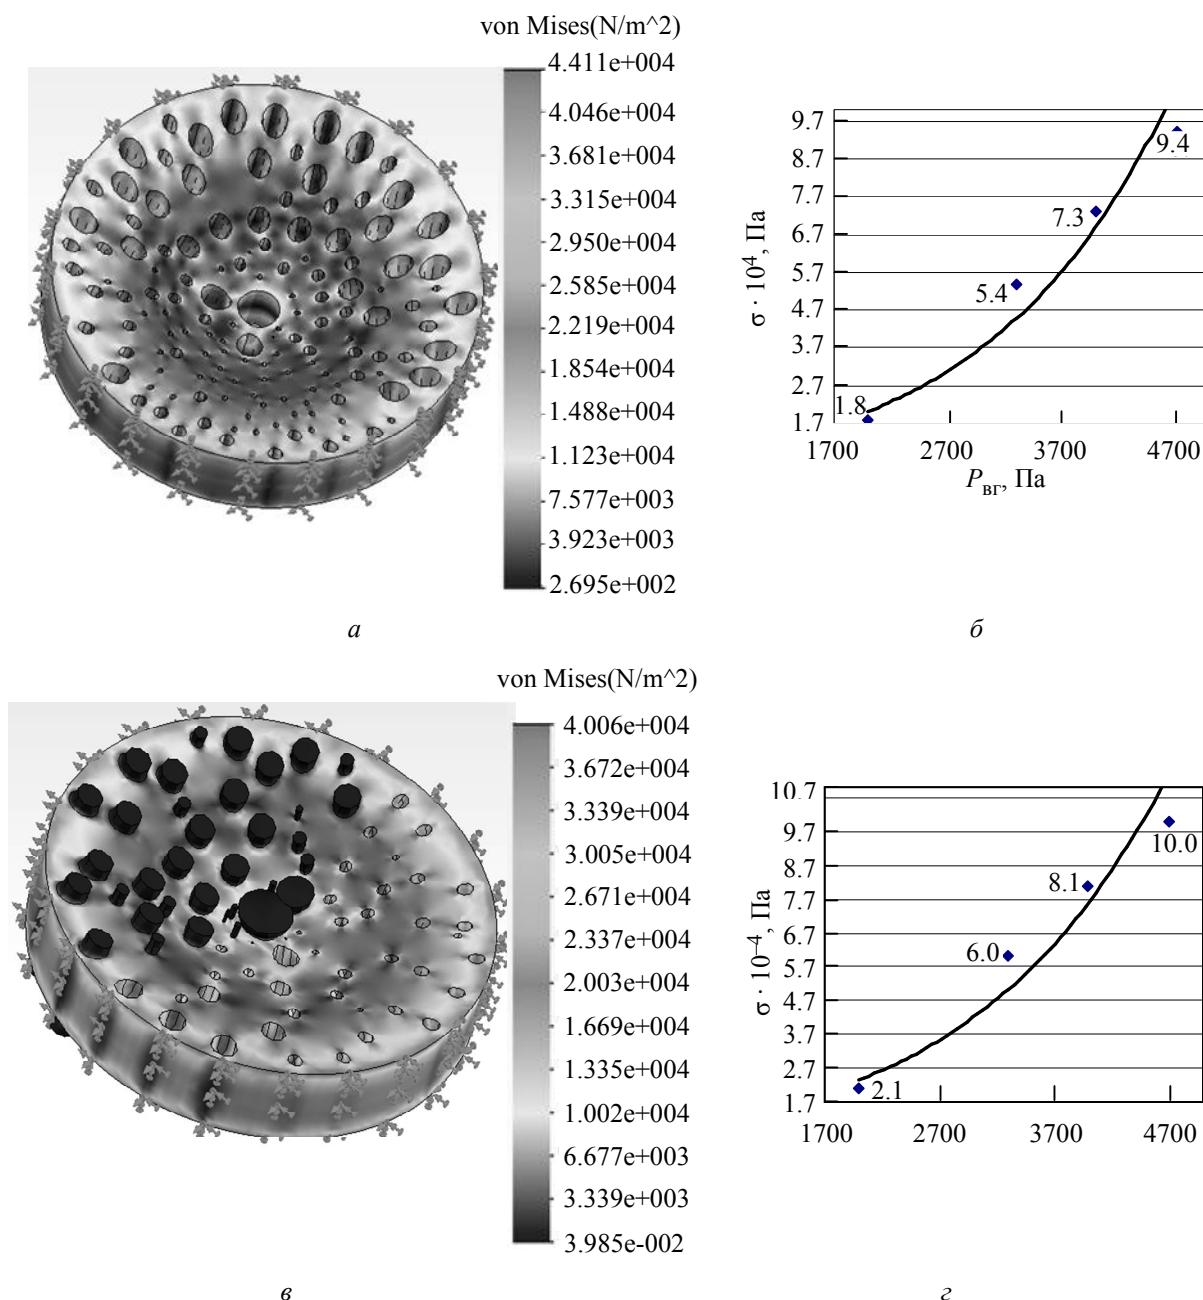 von Mises(N/m^2)
4.411e+004
4.046e+004
3.681e+004
3.315e+004
2.950e+004
2.585e+004
2.219e+004
1.854e+004
1.488e+004
1.123e+004
7.577e+003
3.923e+003
2.695e+002
а
σ · 10⁴, Па
9.7
8.7
7.7
6.7
5.7
4.7
3.7
2.7
1.7
9.4
7.3
5.4
1.8
1700 2700 3700 4700
Pвг, Па
б
von Mises(N/m^2)
4.006e+004
3.672e+004
3.339e+004
3.005e+004
2.671e+004
2.337e+004
2.003e+004
1.669e+004
1.335e+004
1.002e+004
6.677e+003
3.339e+003
3.985e-002
в
σ · 10⁻⁴, Па
10.7
9.7
8.7
7.7
6.7
5.7
4.7
3.7
2.7
1.7
10.0
8.1
6.0
2.1
1700 2700 3700 4700
г